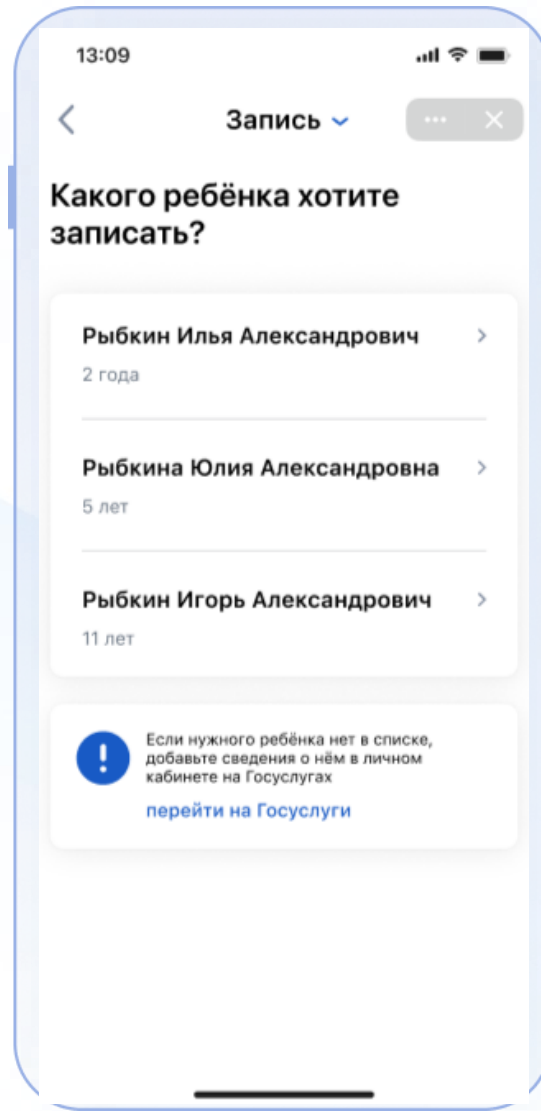 13:09
Запись
Какого ребёнка хотите
записать?
Рыбкин Илья Александрович
2 года
Рыбкина Юлия Александровна
5 лет
Рыбкин Игорь Александрович
11 лет
Если нужного ребёнка нет в списке,
добавьте сведения о нём в личном
кабинете на Госуслугах
перейти на Госуслуги